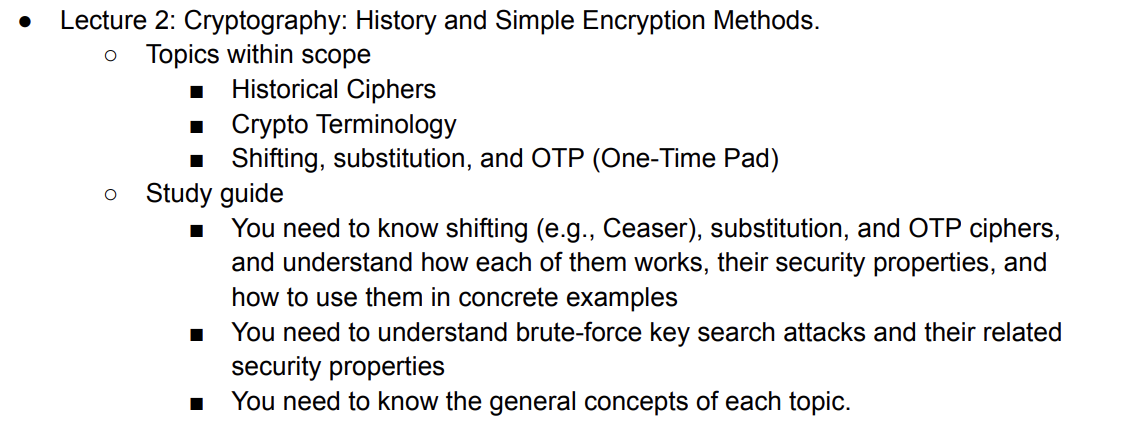 ● Lecture 2: Cryptography: History and Simple Encryption Methods.
○ Topics within scope
■ Historical Ciphers
■ Crypto Terminology
■ Shifting, substitution, and OTP (One-Time Pad)
○ Study guide
■ You need to know shifting (e.g., Ceaser), substitution, and OTP ciphers,
and understand how each of them works, their security properties, and
how to use them in concrete examples
■ You need to understand brute-force key search attacks and their related
security properties
■ You need to know the general concepts of each topic.